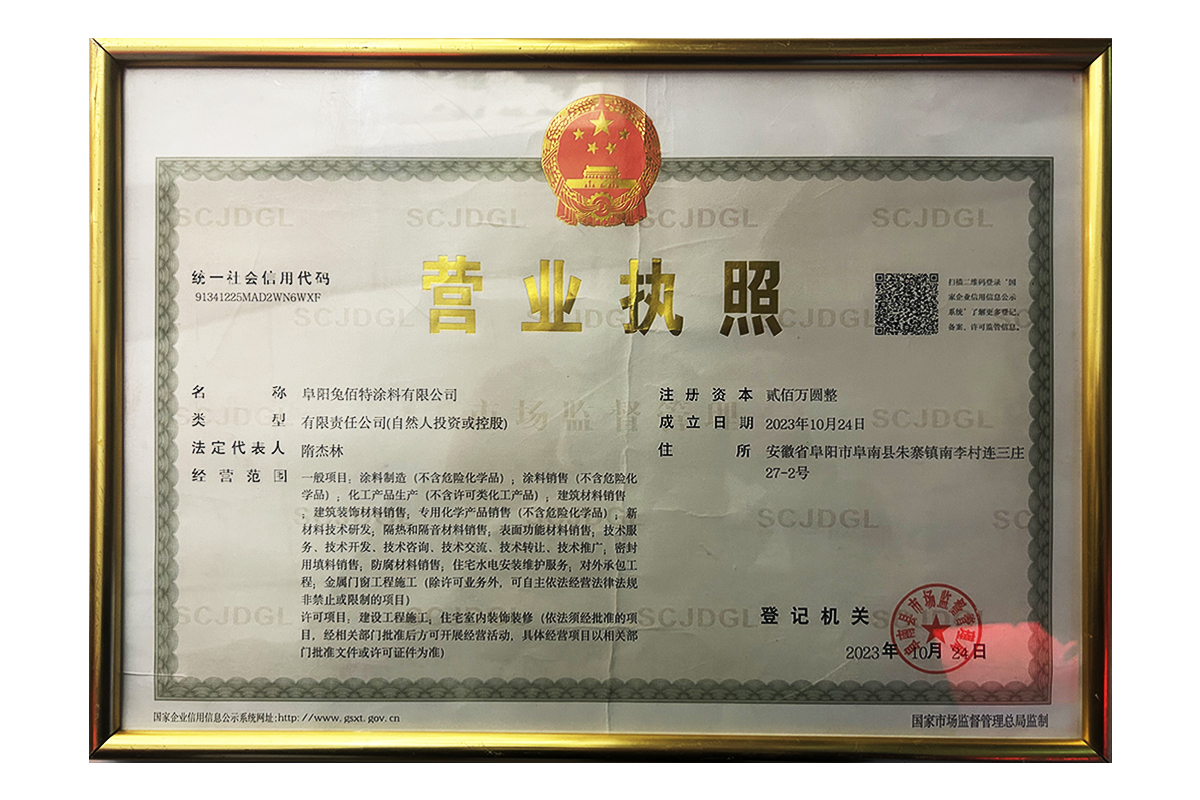 统一社会信用代码
91341225MAD2WN6WXF
营业执照
扫描二维码登录‘国
家企业信用信息公示
系统’了解更多登记、
备案、许可监管信息。
名称 阜阳兔佰特涂料有限公司
类型 有限责任公司(自然人投资或控股)
法定代表人 隋杰林
经营范围 一般项目：涂料制造（不含危险化学品）；涂料销售（不含危险化
学品）；化工产品生产（不含许可类化工产品）；建筑材料销售
；建筑装饰材料销售；专用化学产品销售（不含危险化学品）；新
材料技术研发；隔热和隔音材料销售；表面功能材料销售；技术服
务、技术开发、技术咨询、技术交流、技术转让、技术推广；密封
用填料销售；防腐材料销售；住宅水电安装维护服务；对外承包工
程；金属门窗工程施工（除许可业务外，可自主依法经营法律法规
非禁止或限制的项目）
许可项目：建设工程施工；住宅室内装饰装修（依法须经批准的项
目，经相关部门批准后方可开展经营活动，具体经营项目以相关部
门批准文件或许可证件为准）
注册资本 贰佰万圆整
成立日期 2023年10月24日
住所 安徽省阜阳市阜南县朱寨镇南李村连三庄
27-2号
登记机关
阜南县市场监督管理局
2023年 10月 24日
国家企业信用信息公示系统网址:http://www.gsxt.gov.cn
国家市场监督管理总局监制
SCJDGL SCJDGL SCJDGL SCJDGL
SCJDGL SCJDGL SCJDGL
市场监督管理
SCJDGL SCJDGL